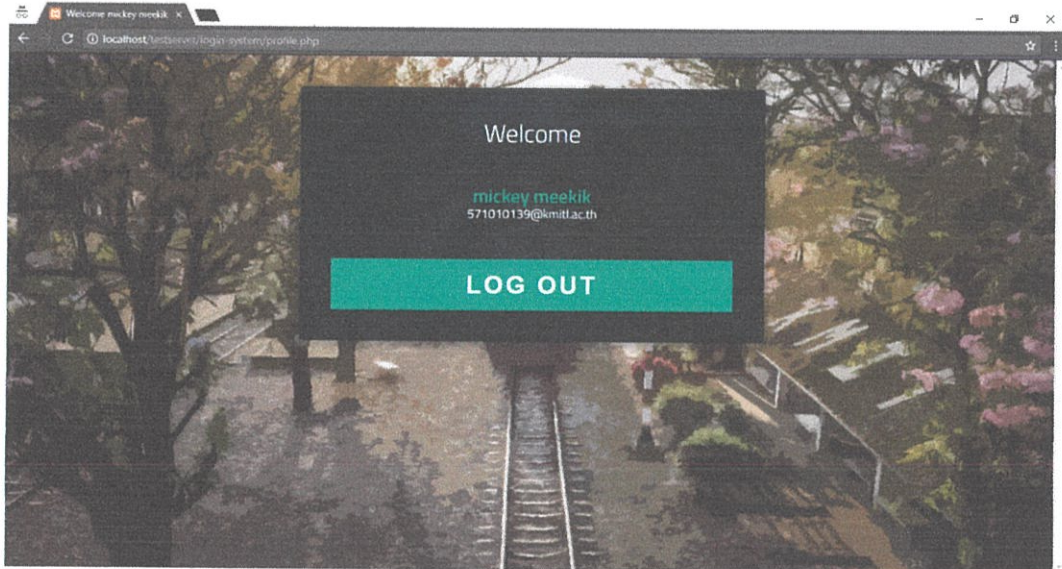 Welcome mickey meekik
localhost/testserver/login-system/profile.php
Welcome
mickey meekik
571010139@kmitl.ac.th
LOG OUT